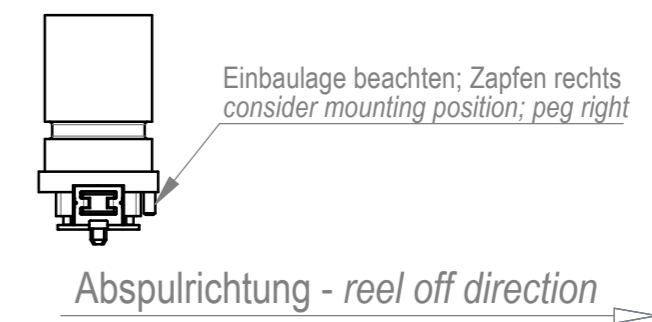 Einbaulage beachten; Zapfen rechts
consider mounting position; peg right
Abspulrichtung - reel off direction